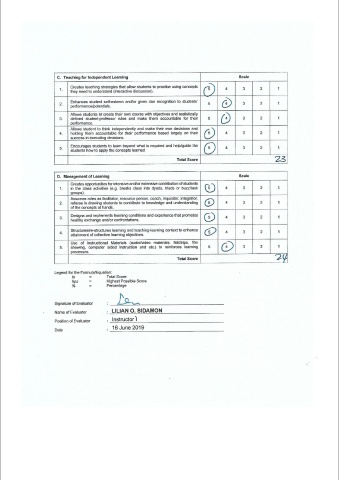 C. Teaching for Independent Learning Scale
1. Creates teaching strategies that allow students to practice using concepts 5 4 3 2 1
they need to understand (interactive discussion).
2. Enhances student self-esteem and/or gives due recognition to students' 5 4 3 2 1
performance/potentials.
3. Allows students to create their own course with objectives and realistically 5 4 3 2 1
defined student-professor rules and make them accountable for their
performance.
4. Allows student to think independently and make their own decisions and 5 4 3 2 1
holding them accountable for their performance based largely on their
success in executing decisions.
5. Encourages students to learn beyond what is required and help/guide the 5 4 3 2 1
students how to apply the concepts learned.
Total Score 23
D. Management of Learning Scale
1. Creates opportunities for intensive and/or extensive contribution of students 5 4 3 2 1
in the class activities (e.g. breaks class into dyads, triads or buzz/task
groups).
2. Assumes roles as facilitator, resource person, coach, inquisitor, integrator, 5 4 3 2 1
referee in drawing students to contribute to knowledge and understanding
of the concepts at hands.
3. Designs and implements learning conditions and experience that promotes 5 4 3 2 1
healthy exchange and/or confrontations.
4. Structures/re-structures learning and teaching-learning context to enhance 5 4 3 2 1
attainment of collective learning objectives.
5. Use of Instructional Materials (audio/video materials, fieldtrips, film 5 4 3 2 1
showing, computer aided instruction and etc.) to reinforces learning
processes.
Total Score 24
Legend for the Formula/Equation:
ts = Total Score
hps = Highest Possible Score
% = Percentage
Signature of Evaluator :
Name of Evaluator : LILIAN O. SIDAMON
Position of Evaluator : Instructor I
Date : 16 June 2019